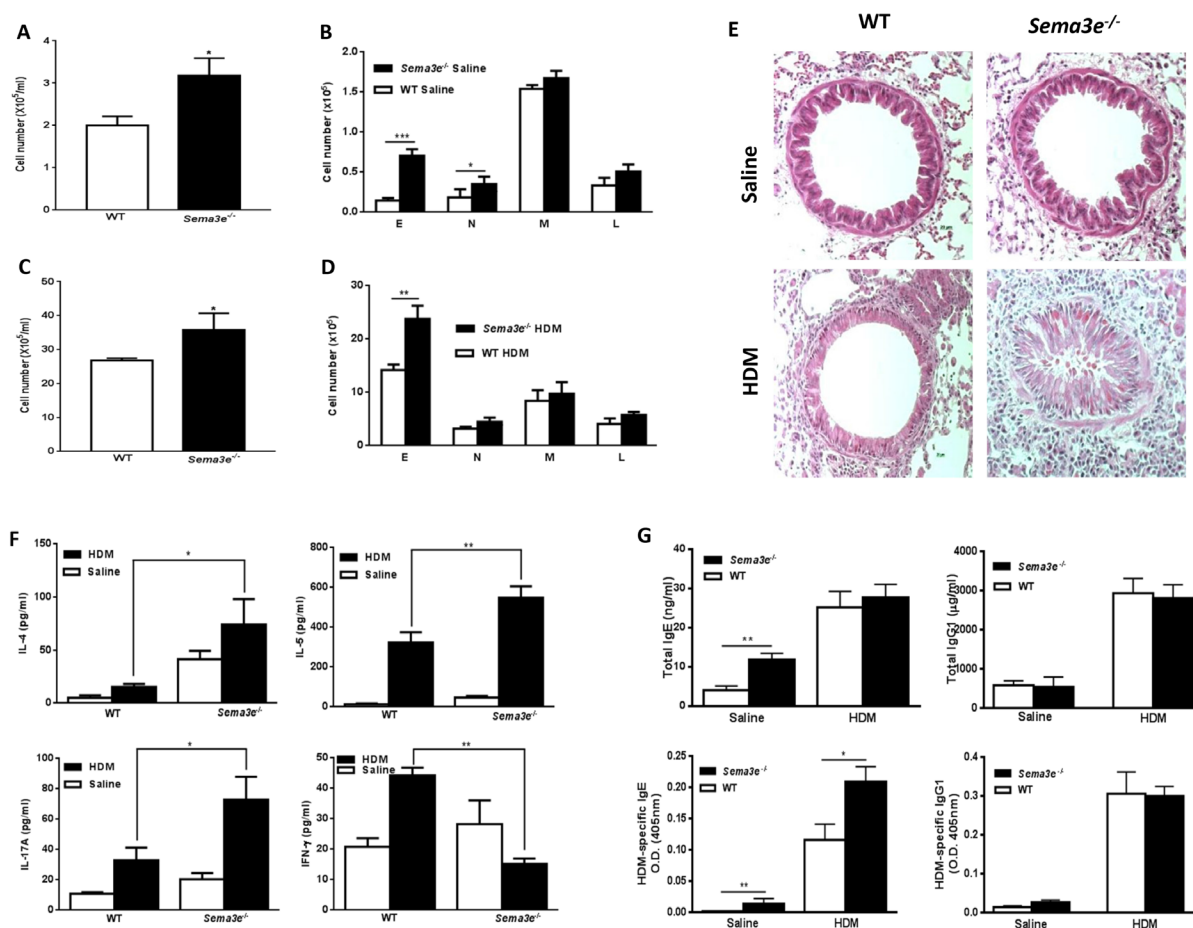 A
Cell number (X10⁵/ml)
4
3
2
1
0
*
WT
Sema3e⁻/⁻
B
Cell number (x10⁵)
2.0
1.5
1.0
0.5
0.0
Sema3e⁻/⁻ Saline
WT Saline
***
*
E N M L
C
Cell number (X10⁵/ml)
50
40
30
20
10
0
*
WT
Sema3e⁻/⁻
D
Cell number (x10⁵)
30
20
10
0
**
Sema3e⁻/⁻ HDM
WT HDM
E N M L
E
WT
Sema3e⁻/⁻
Saline
HDM
F
IL-4 (pg/ml)
150
100
50
25
0
HDM
Saline
*
WT
Sema3e⁻/⁻
IL-5 (pg/ml)
800
600
400
200
0
HDM
Saline
**
WT
Sema3e⁻/⁻
IL-17A (pg/ml)
100
80
60
40
20
0
HDM
Saline
*
WT
Sema3e⁻/⁻
IFN-γ (pg/ml)
50
40
30
20
10
0
HDM
Saline
**
WT
Sema3e⁻/⁻
G
Total IgE (ng/ml)
30
20
10
0
Sema3e⁻/⁻
WT
**
Saline
HDM
Total IgG1 (µg/ml)
4000
3000
2000
1000
0
Sema3e⁻/⁻
WT
Saline
HDM
HDM-specific IgE
O.D. (405nm)
0.25
0.20
0.15
0.10
0.05
0.00
Sema3e⁻/⁻
WT
**
*
Saline
HDM
HDM-specific IgG1
(O.D. 405nm)
0.4
0.3
0.2
0.1
0.0
Sema3e⁻/⁻
WT
Saline
HDM